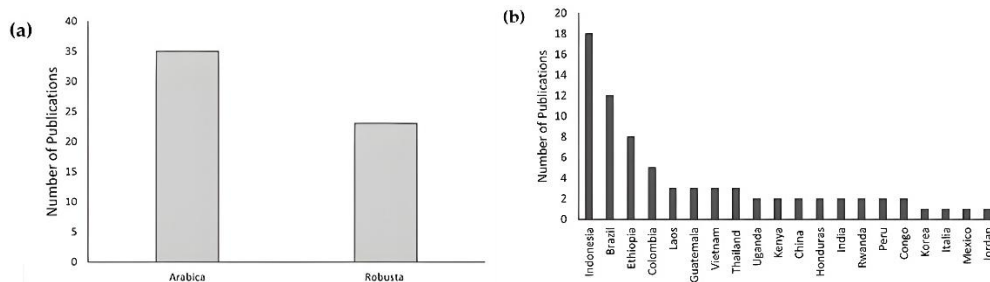 (a)
Number of Publications
40
35
30
25
20
15
10
5
0
Arabica
Robusta
(b)
Number of Publications
20
18
16
14
12
10
8
6
4
2
0
Indonesia
Brazil
Ethiopia
Colombia
Laos
Guatemala
Vietnam
Thailand
Uganda
Kenya
China
Honduras
India
Rwanda
Peru
Congo
Korea
Italia
Mexico
Jordan